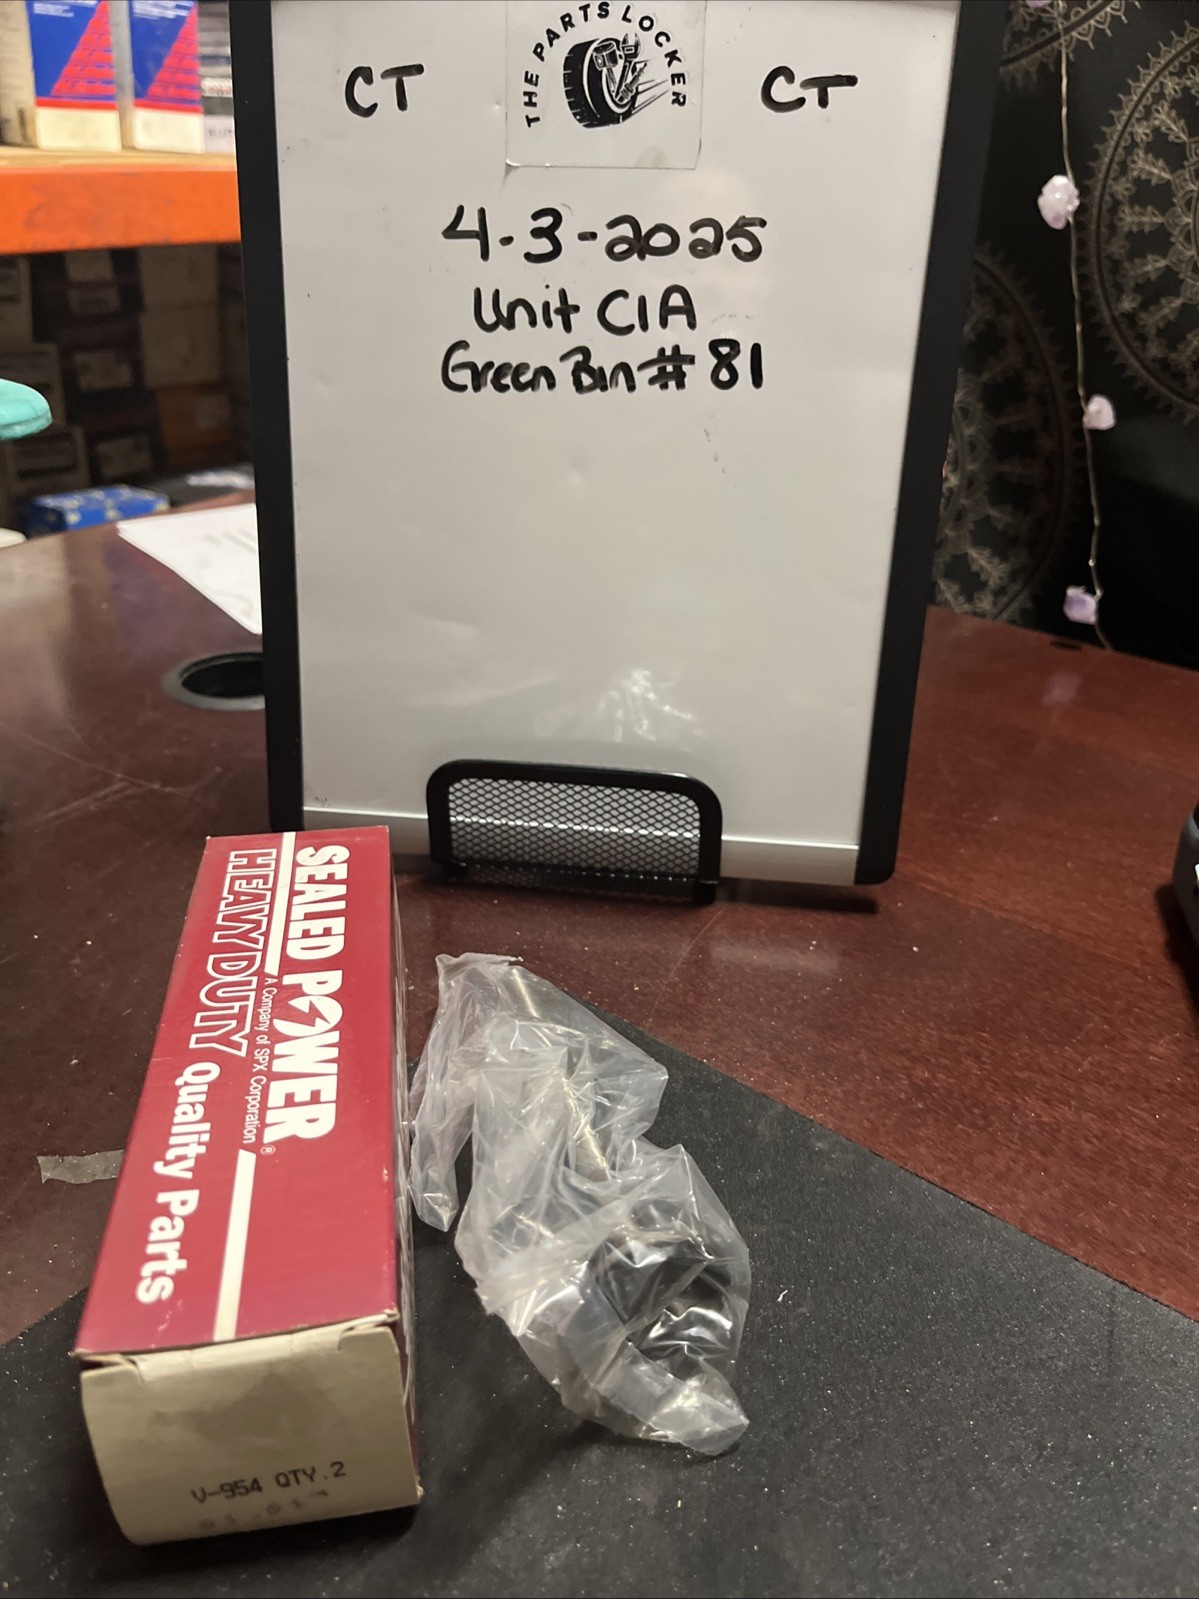 THE PARTS LOCKER
CT
CT
4-3-2025
Unit C1A
Green Bin # 81
SEALED POWER®
A Company of SPX Corporation
HEAVY DUTY Quality Parts
V-954 QTY.2